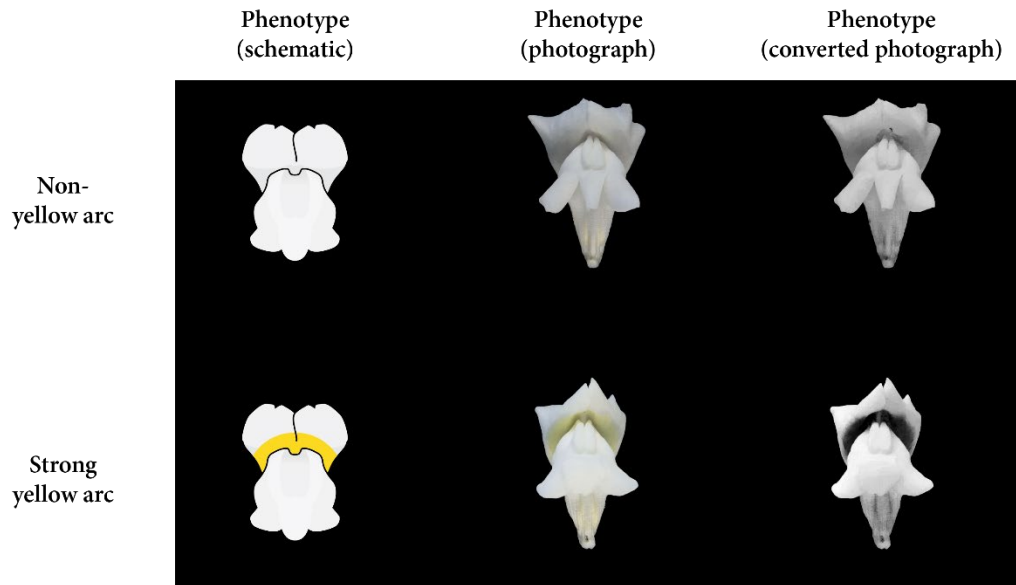 Phenotype
(schematic)
Phenotype
(photograph)
Phenotype
(converted photograph)
Non-
yellow arc
Strong
yellow arc